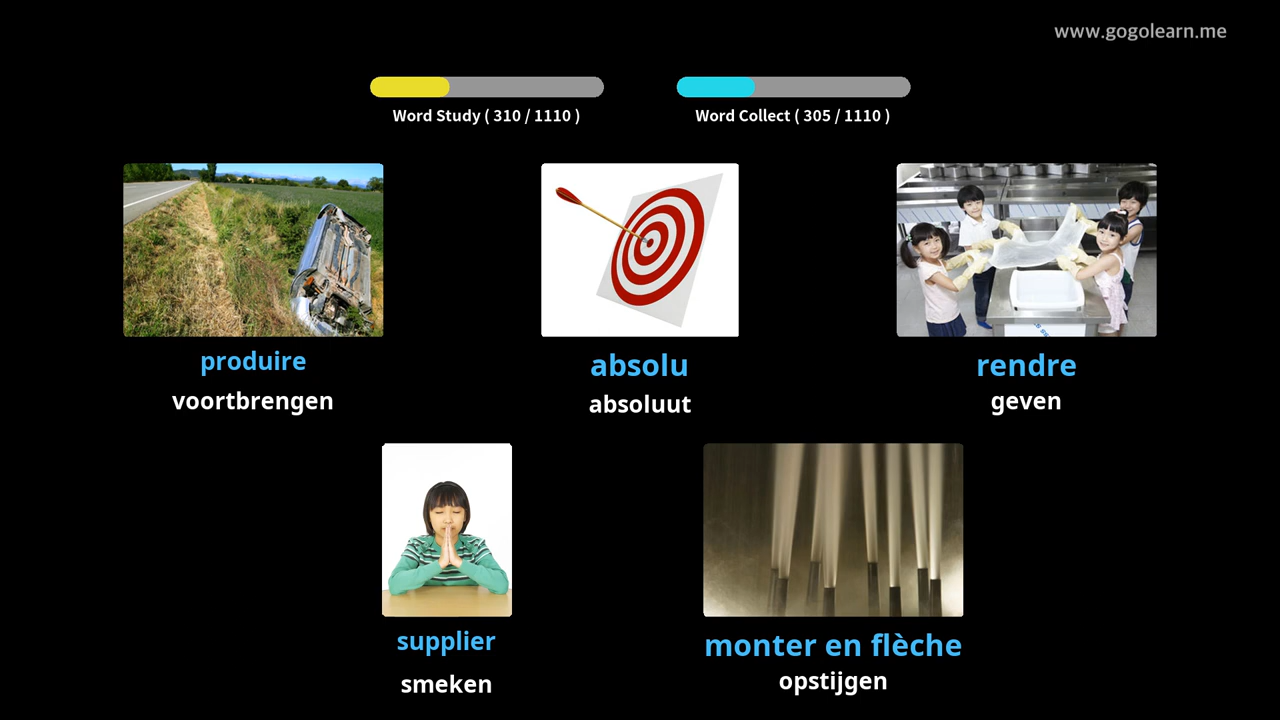 www.gogolearn.me
Word Study ( 310 / 1110 )
Word Collect ( 305 / 1110 )
produire
voortbrengen
absolu
absoluut
rendre
geven
supplier
smeken
monter en flèche
opstijgen